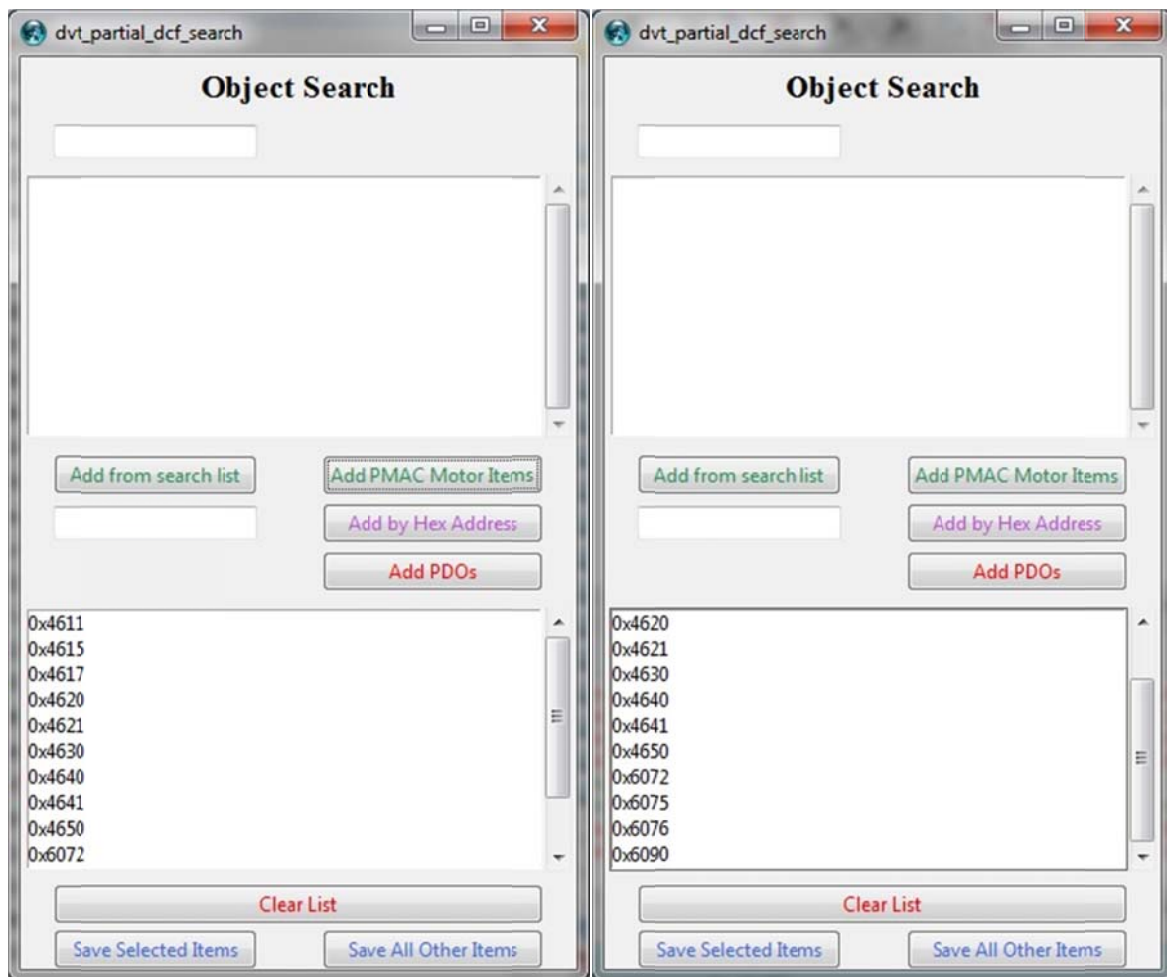 dvt_partial_dcf_search
Object Search
Add from search list
Add PMAC Motor Items
Add by Hex Address
Add PDOs
0x4611
0x4615
0x4617
0x4620
0x4621
0x4630
0x4640
0x4641
0x4650
0x6072
Clear List
Save Selected Items
Save All Other Items
dvt_partial_dcf_search
Object Search
Add from search list
Add PMAC Motor Items
Add by Hex Address
Add PDOs
0x4620
0x4621
0x4630
0x4640
0x4641
0x4650
0x6072
0x6075
0x6076
0x6090
Clear List
Save Selected Items
Save All Other Items